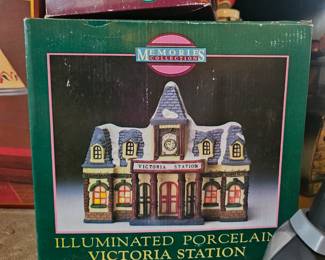 MEMORIES
COLLECTION
VICTORIA STATION
ILLUMINATED PORCELAIN
VICTORIA STATION